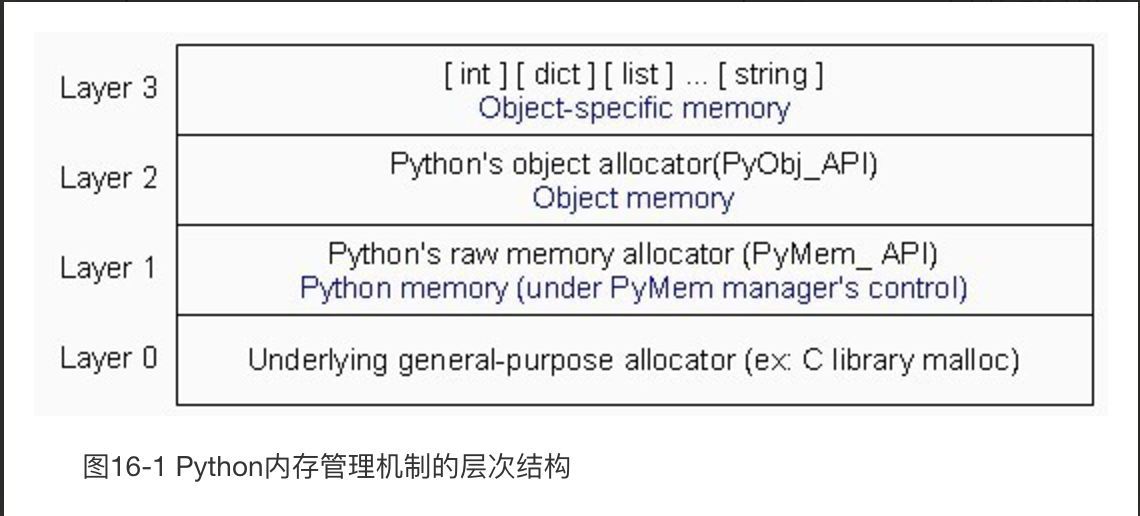 Layer 3
[ int ] [ dict ] [ list ] ... [ string ]
Object-specific memory
Layer 2
Python's object allocator(PyObj_API)
Object memory
Layer 1
Python's raw memory allocator (PyMem_ API)
Python memory (under PyMem manager's control)
Layer 0
Underlying general-purpose allocator (ex: C library malloc)
图16-1 Python内存管理机制的层次结构